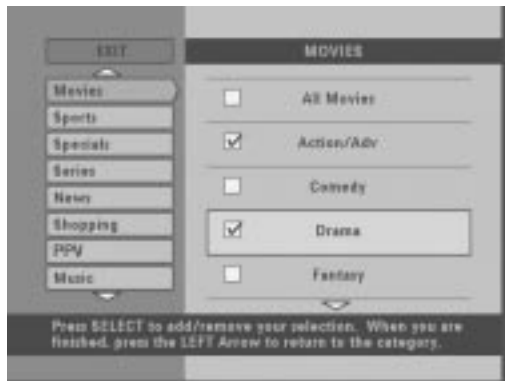 EXIT
MOVIES
Movies
Sports
Specials
Series
News
Shopping
PPV
Music
All Movies
Action/Adv
Comedy
Drama
Fantasy
Press SELECT to add/remove your selection. When you are
finished, press the LEFT Arrow to return to the category.